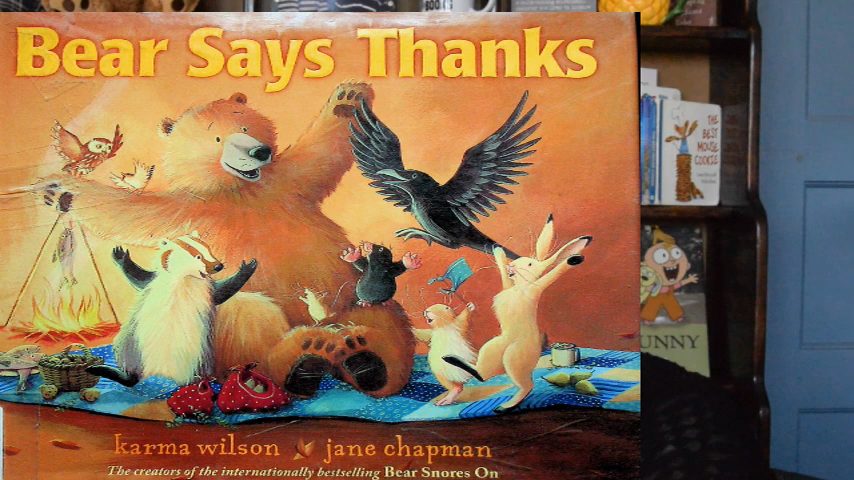 Bear Says Thanks
karma wilson jane chapman
The creators of the internationally bestselling Bear Snores On
THE
BEST
MOUSE
COOKIE
UNNY
BOOKS